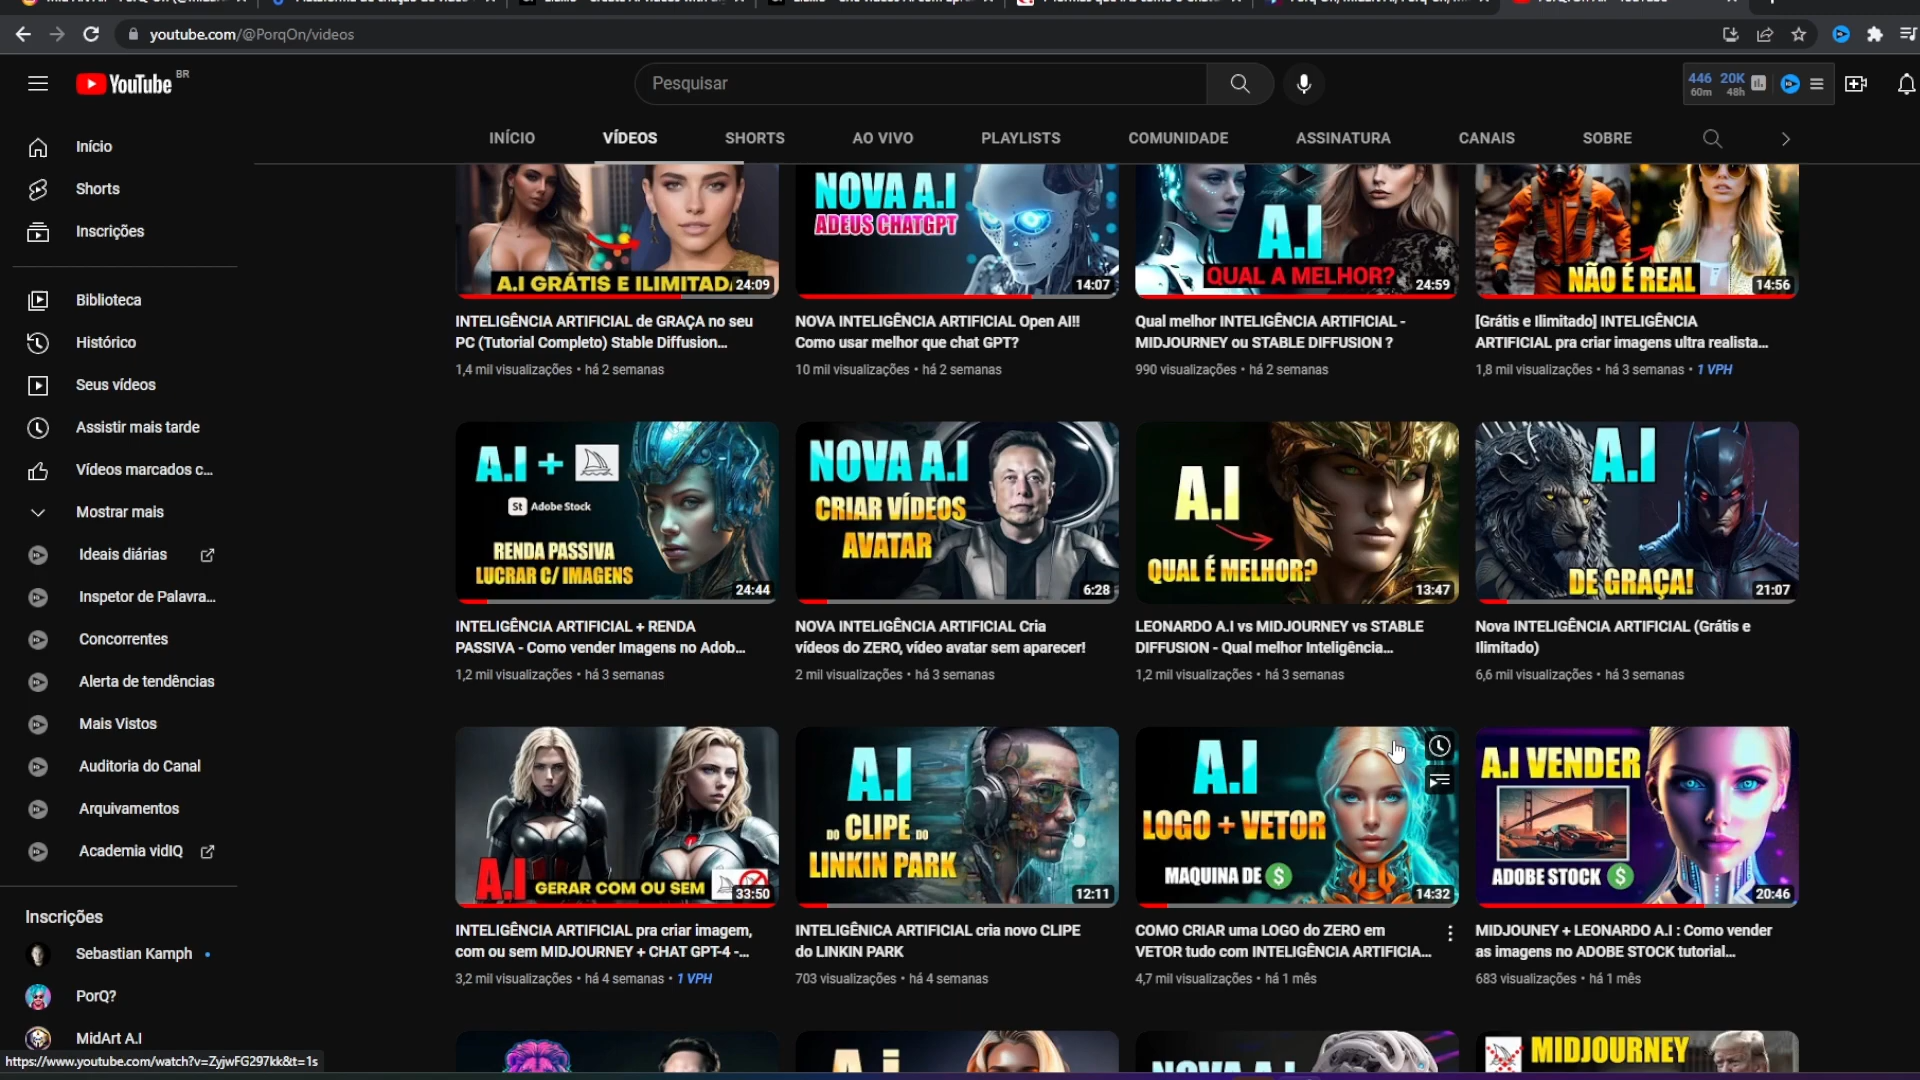 youtube.com/@PorqOn/videos
YouTube BR
Pesquisar
446 20K
60m 48h
INÍCIO VÍDEOS SHORTS AO VIVO PLAYLISTS COMUNIDADE ASSINATURA CANAIS SOBRE
Início
Shorts
Inscrições
Biblioteca
Histórico
Seus vídeos
Assistir mais tarde
Vídeos marcados c...
Mostrar mais
Ideais diárias
Inspetor de Palavra...
Concorrentes
Alerta de tendências
Mais Vistos
Auditoria do Canal
Arquivamentos
Academia vidIQ
Inscrições
Sebastian Kamph
PorQ?
MidArt A.I
https://www.youtube.com/watch?v=ZyjwFG297kk&t=1s
A.I GRÁTIS E ILIMITAD
24:09
INTELIGÊNCIA ARTIFICIAL de GRAÇA no seu
PC (Tutorial Completo) Stable Diffusion...
1,4 mil visualizações • há 2 semanas
NOVA A.I
ADEUS CHATGPT
14:07
NOVA INTELIGÊNCIA ARTIFICIAL Open AI!!
Como usar melhor que chat GPT?
10 mil visualizações • há 2 semanas
A.I
QUAL A MELHOR?
24:59
Qual melhor INTELIGÊNCIA ARTIFICIAL -
MIDJOURNEY ou STABLE DIFFUSION ?
990 visualizações • há 2 semanas
NÃO É REAL
14:56
[Grátis e Ilimitado] INTELIGÊNCIA
ARTIFICIAL pra criar imagens ultra realista...
1,8 mil visualizações • há 3 semanas • 1 VPH
A.I +
St Adobe Stock
RENDA PASSIVA
LUCRAR C/ IMAGENS
24:44
INTELIGÊNCIA ARTIFICIAL + RENDA
PASSIVA - Como vender Imagens no Adob...
1,2 mil visualizações • há 3 semanas
NOVA A.I
CRIAR VÍDEOS
AVATAR
6:28
NOVA INTELIGÊNCIA ARTIFICIAL Cria
vídeos do ZERO, vídeo avatar sem aparecer!
2 mil visualizações • há 3 semanas
A.I
QUAL É MELHOR?
13:47
LEONARDO A.I vs MIDJOURNEY vs STABLE
DIFFUSION - Qual melhor Inteligência...
1,2 mil visualizações • há 3 semanas
A.I
DE GRAÇA!
21:07
Nova INTELIGÊNCIA ARTIFICIAL (Grátis e
Ilimitado)
6,6 mil visualizações • há 3 semanas
A.I GERAR COM OU SEM
33:50
INTELIGÊNCIA ARTIFICIAL pra criar imagem,
com ou sem MIDJOURNEY + CHAT GPT-4 -...
3,2 mil visualizações • há 4 semanas • 1 VPH
A.I
DO CLIPE DO
LINKIN PARK
12:11
INTELIGÊNICA ARTIFICIAL cria novo CLIPE
do LINKIN PARK
703 visualizações • há 4 semanas
A.I
LOGO + VETOR
MAQUINA DE $
14:32
COMO CRIAR uma LOGO do ZERO em
VETOR tudo com INTELIGÊNCIA ARTIFICIA...
4,7 mil visualizações • há 1 mês
A.I VENDER
ADOBE STOCK $
20:46
MIDJOUNEY + LEONARDO A.I : Como vender
as imagens no ADOBE STOCK tutorial...
683 visualizações • há 1 mês
A.i
NOVA A.I
MIDJOURNEY